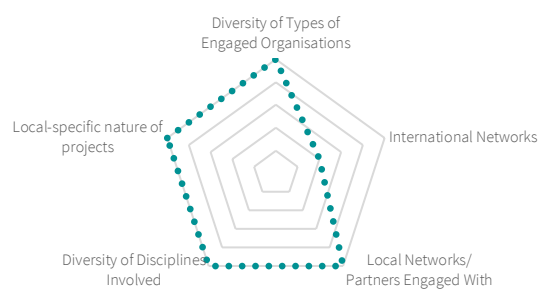 Diversity of Types of
Engaged Organisations
Local-specific nature of
projects
International Networks
Diversity of Disciplines
Involved
Local Networks/
Partners Engaged With